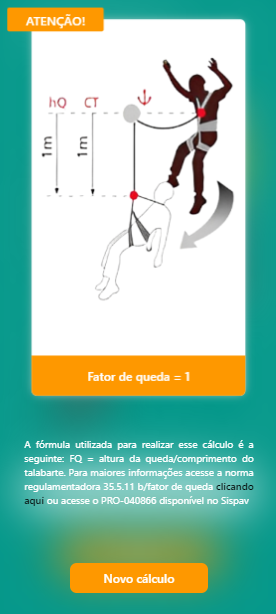 ATENÇÃO!
hQ CT
1m 1m
Fator de queda = 1
A fórmula utilizada para realizar esse cálculo é a
seguinte: FQ = altura da queda/comprimento do
talabarte. Para maiores informações acesse a norma
regulamentadora 35.5.11 b/fator de queda clicando
aqui ou acesse o PRO-040866 disponível no Sispav
Novo cálculo